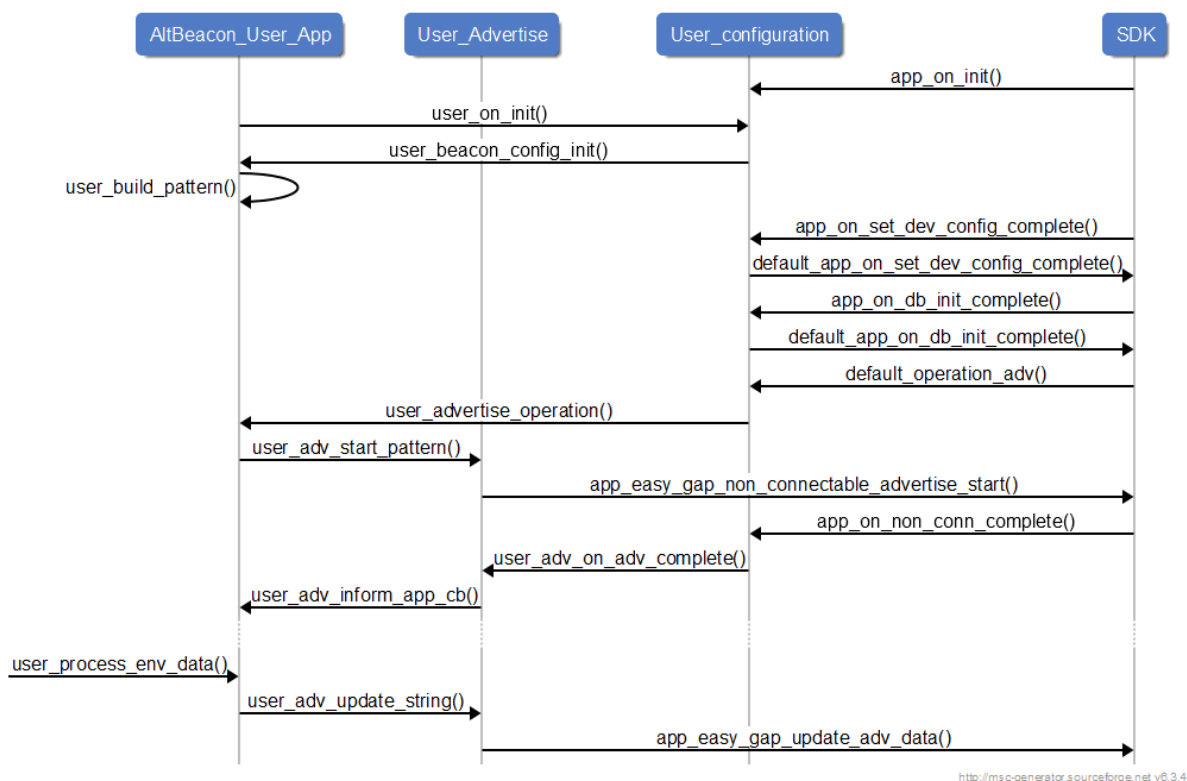 AltBeacon_User_App User_Advertise User_configuration SDK
app_on_init()
user_on_init()
user_beacon_config_init()
user_build_pattern()
app_on_set_dev_config_complete()
default_app_on_set_dev_config_complete()
app_on_db_init_complete()
default_app_on_db_init_complete()
default_operation_adv()
user_advertise_operation()
user_adv_start_pattern()
app_easy_gap_non_connectable_advertise_start()
app_on_non_conn_complete()
user_adv_on_adv_complete()
user_adv_inform_app_cb()
user_process_env_data()
user_adv_update_string()
app_easy_gap_update_adv_data()
http://msc-generator.sourceforge.net v6.3.4